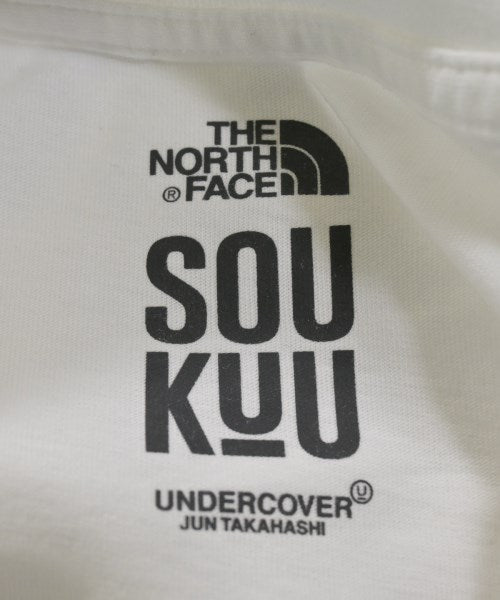 THE
NORTH
® FACE
SOU
KUU
UNDERCOVER Ⓤ
JUN TAKAHASHI